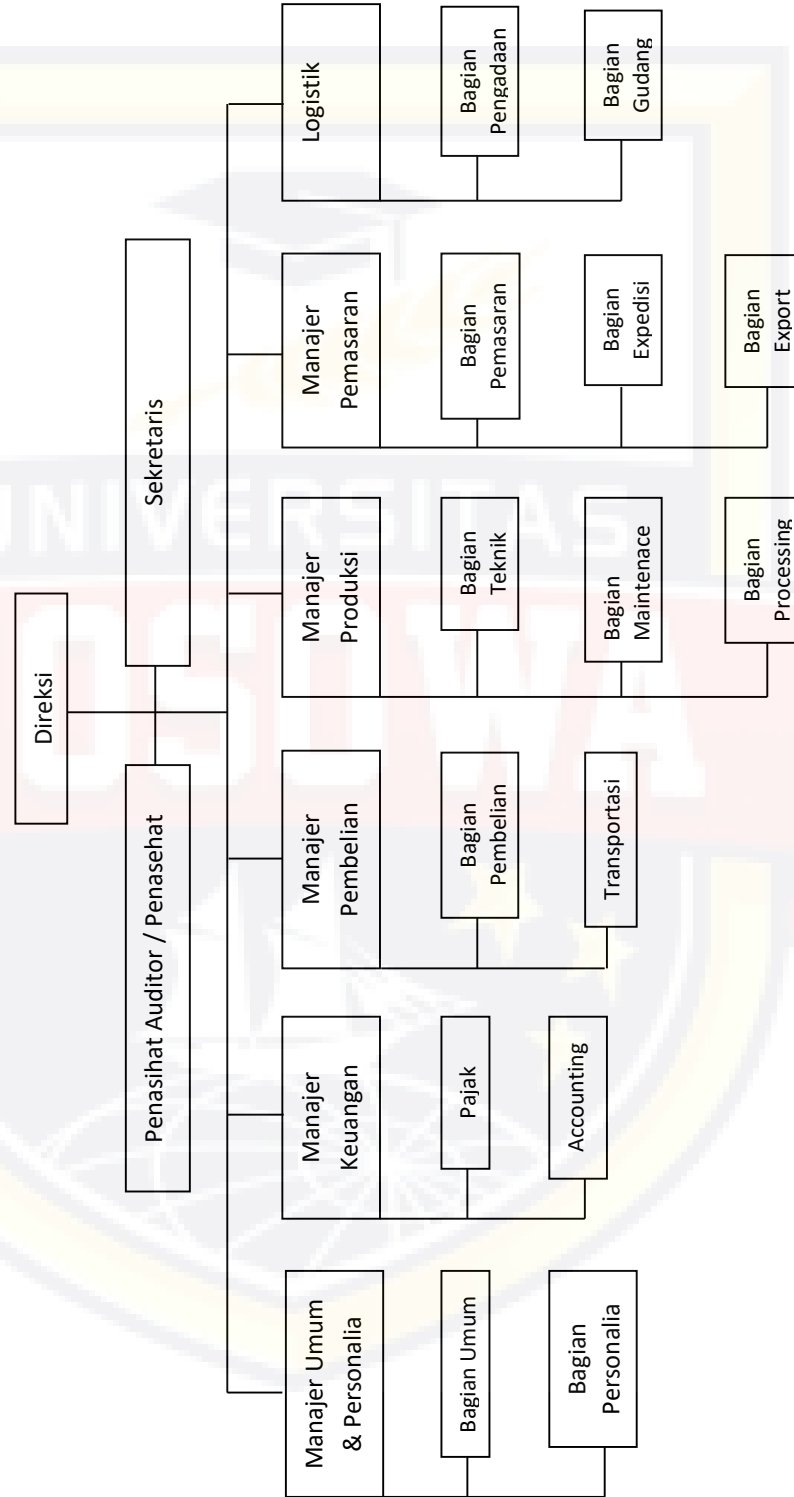 Direksi
Penasihat Auditor / Penasehat
Sekretaris
Manajer Umum
& Personalia
Manajer
Keuangan
Manajer
Pembelian
Manajer
Produksi
Manajer
Pemasaran
Logistik
Bagian Umum
Pajak
Bagian
Pembelian
Bagian
Teknik
Bagian
Pemasaran
Bagian
Pengadaan
Bagian
Personalia
Accounting
Transportasi
Bagian
Maintenace
Bagian
Expedisi
Bagian
Gudang
Bagian
Processing
Bagian
Export
UNIVERSITAS
BOSOWA